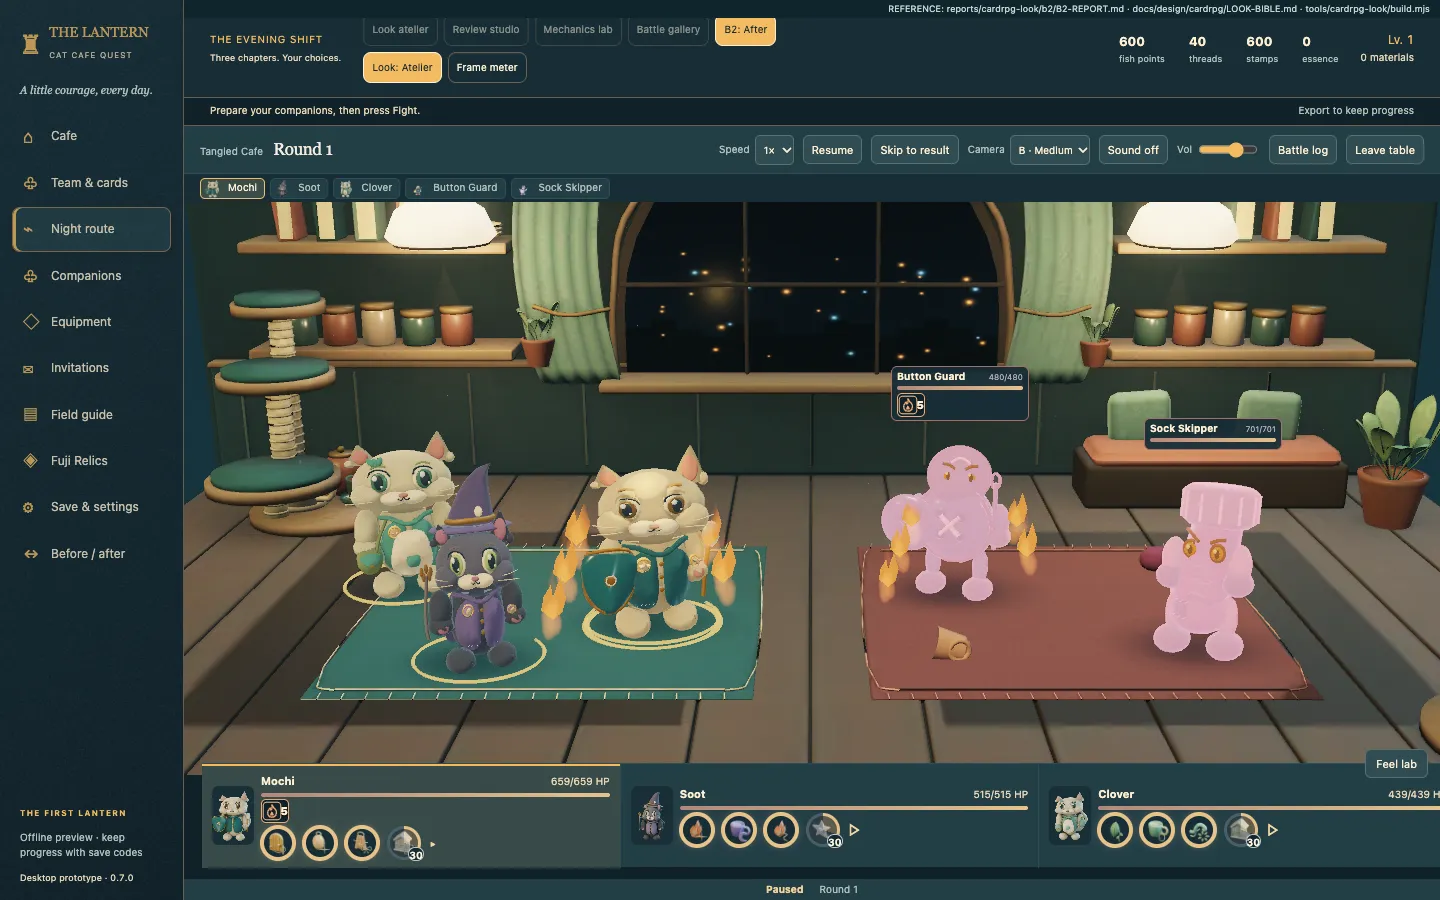 REFERENCE: reports/cardrpg-look/b2/B2-REPORT.md · docs/design/cardrpg/LOOK-BIBLE.md · tools/cardrpg-look/build.mjs
THE LANTERN
CAT CAFE QUEST
A little courage, every day.
Cafe
Team & cards
Night route
Companions
Equipment
Invitations
Field guide
Fuji Relics
Save & settings
Before / after
THE FIRST LANTERN
Offline preview · keep
progress with save codes
Desktop prototype · 0.7.0
THE EVENING SHIFT
Three chapters. Your choices.
Look atelier
Review studio
Mechanics lab
Battle gallery
B2: After
Look: Atelier
Frame meter
600
fish points
40
threads
600
stamps
0
essence
Lv. 1
0 materials
Prepare your companions, then press Fight.
Export to keep progress
Tangled Cafe Round 1
Speed 1x
Resume
Skip to result
Camera B · Medium
Sound off
Vol
Battle log
Leave table
Mochi
Soot
Clover
Button Guard
Sock Skipper
Button Guard 480/480
5
Sock Skipper 701/701
Feel lab
Mochi 659/659 HP
5
30
Soot 515/515 HP
30
Clover 439/439 H
30
Paused Round 1